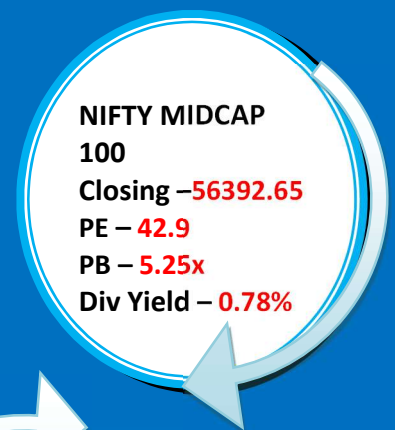 NIFTY MIDCAP
100
Closing –56392.65
PE – 42.9
PB – 5.25x
Div Yield – 0.78%